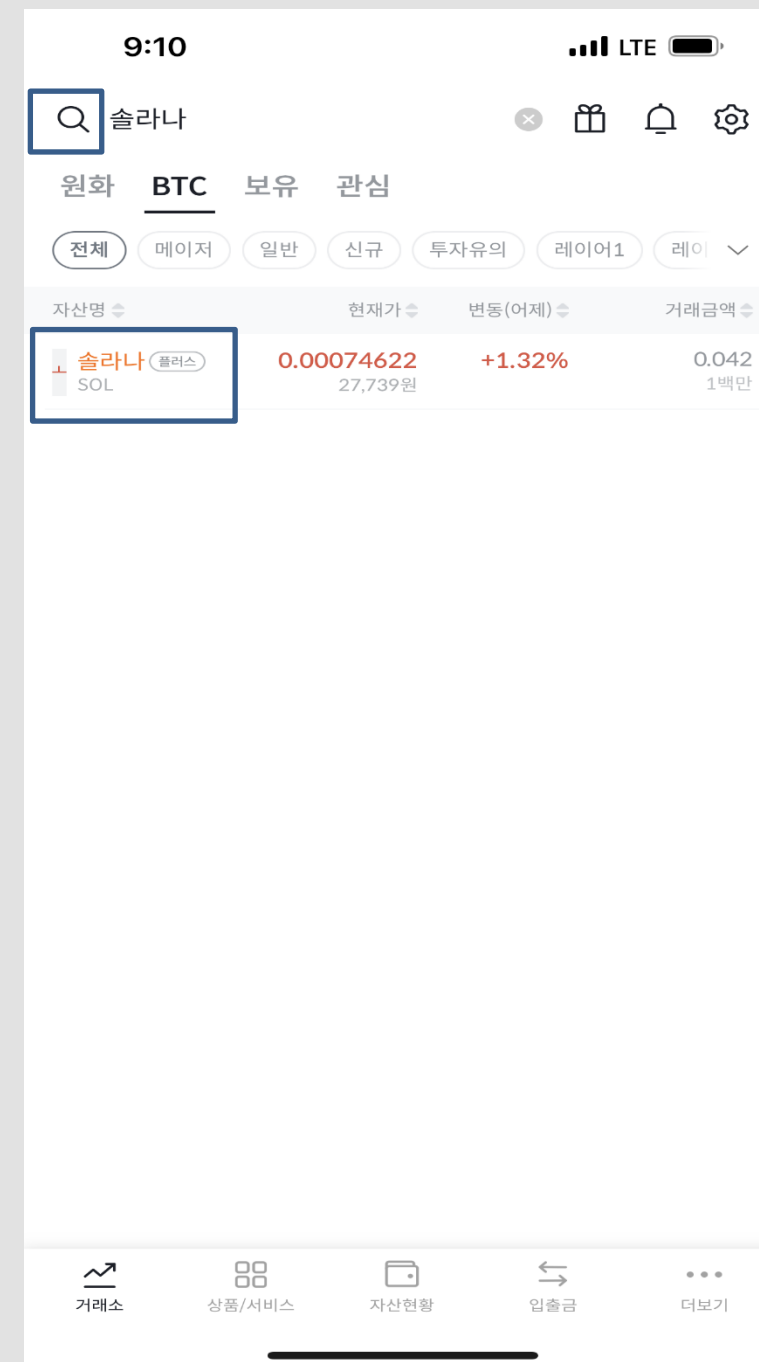 9:10 LTE
솔라나
원화 BTC 보유 관심
전체 메이저 일반 신규 투자유의 레이어1 레이
자산명 현재가 변동(어제) 거래금액
솔라나 플러스 0.00074622 +1.32% 0.042
SOL 27,739원 1백만
거래소 상품/서비스 자산현황 입출금 더보기